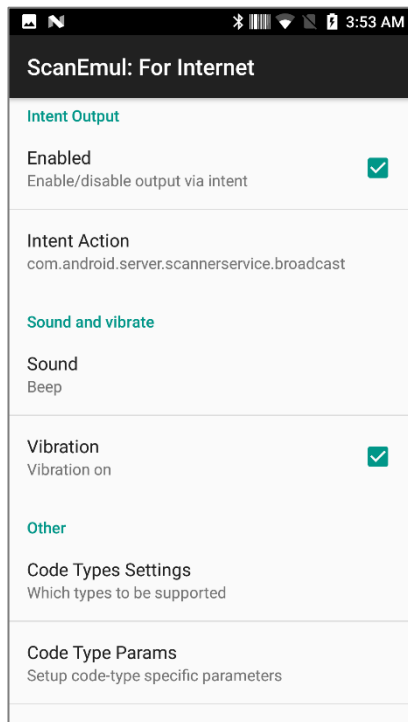 3:53 AM
ScanEmul: For Internet
Intent Output
Enabled
Enable/disable output via intent
Intent Action
com.android.server.scannerservice.broadcast
Sound and vibrate
Sound
Beep
Vibration
Vibration on
Other
Code Types Settings
Which types to be supported
Code Type Params
Setup code-type specific parameters